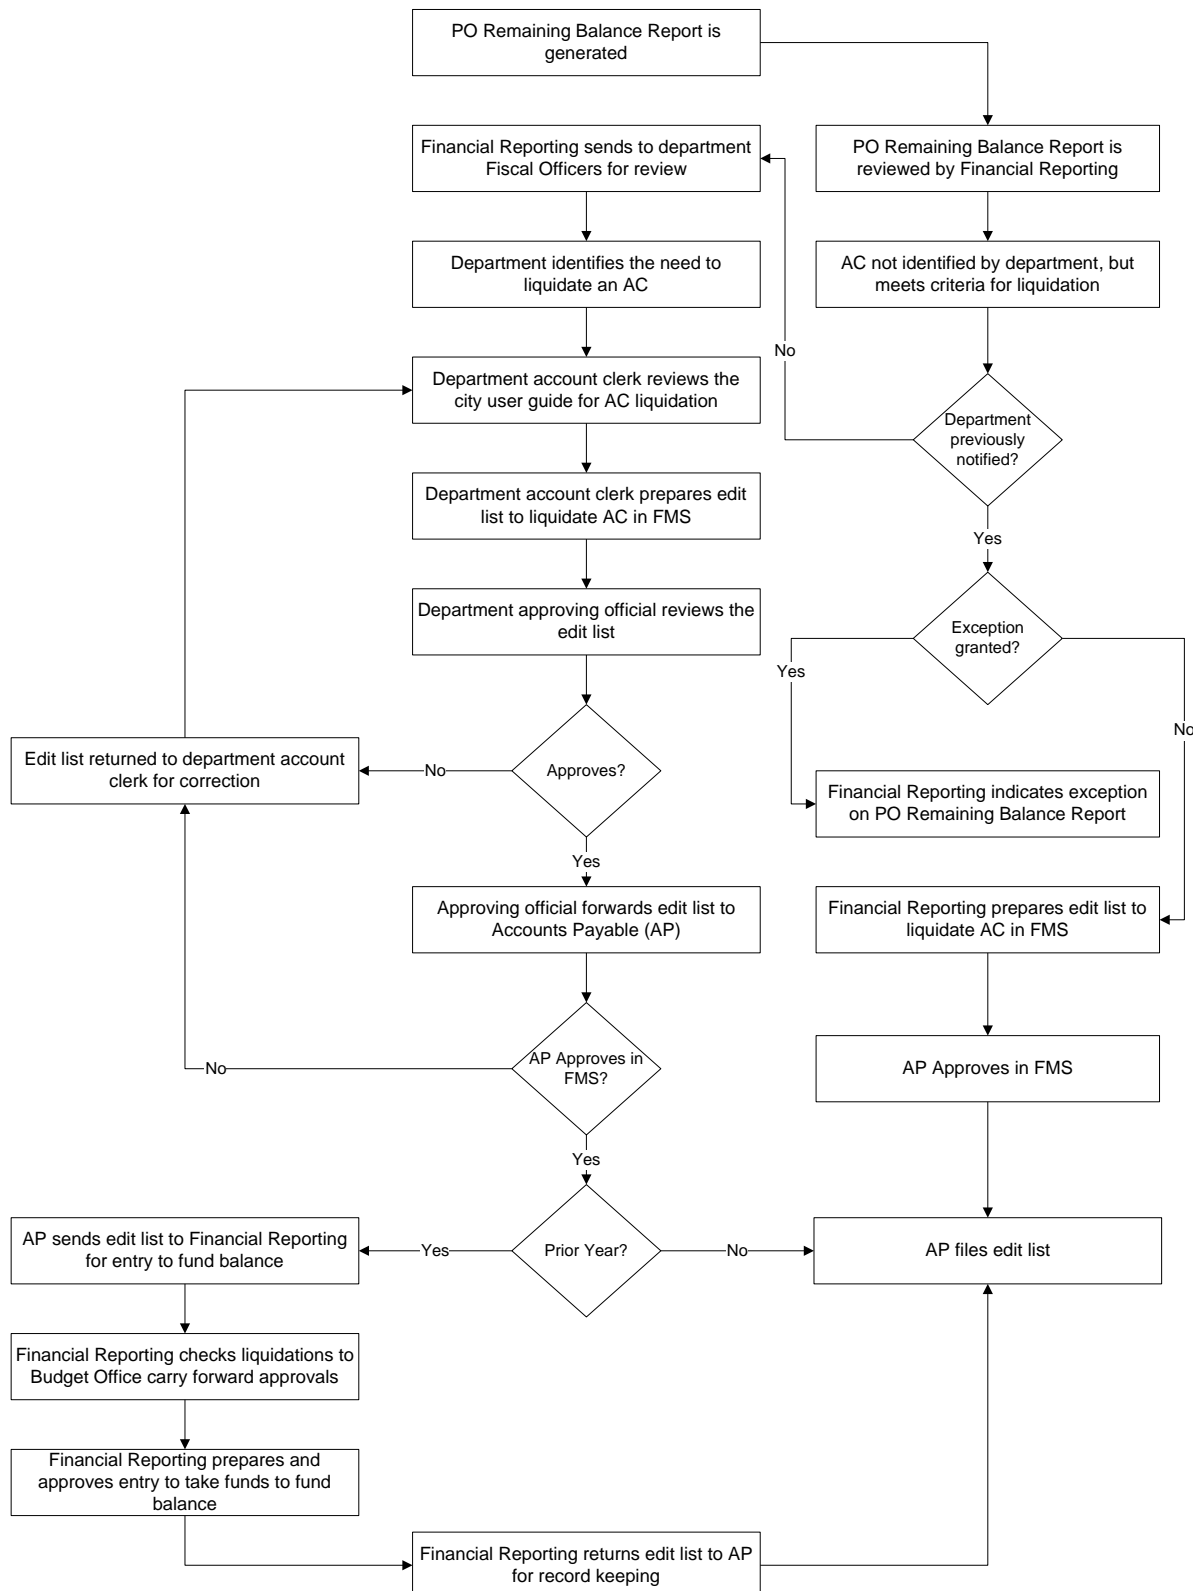 PO Remaining Balance Report is
generated
Financial Reporting sends to department
Fiscal Officers for review
PO Remaining Balance Report is
reviewed by Financial Reporting
Department identifies the need to
liquidate an AC
AC not identified by department, but
meets criteria for liquidation
No
Department account clerk reviews the
city user guide for AC liquidation
Department
previously
notified?
Department account clerk prepares edit
list to liquidate AC in FMS
Yes
Department approving official reviews the
edit list
Exception
granted?
Yes
No
Edit list returned to department account
clerk for correction
No
Approves?
Financial Reporting indicates exception
on PO Remaining Balance Report
Yes
Approving official forwards edit list to
Accounts Payable (AP)
Financial Reporting prepares edit list to
liquidate AC in FMS
No
AP Approves in
FMS?
AP Approves in FMS
Yes
AP sends edit list to Financial Reporting
for entry to fund balance
Yes
Prior Year?
No
AP files edit list
Financial Reporting checks liquidations to
Budget Office carry forward approvals
Financial Reporting prepares and
approves entry to take funds to fund
balance
Financial Reporting returns edit list to AP
for record keeping